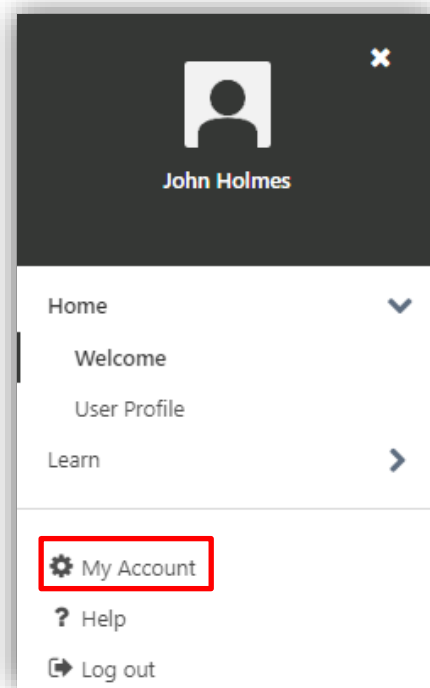 John Holmes
Home
Welcome
User Profile
Learn
My Account
? Help
Log out